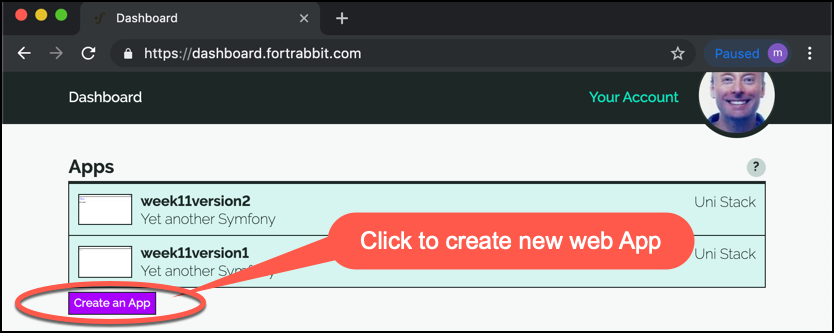 Dashboard
https://dashboard.fortrabbit.com
Paused
m
Dashboard
Your Account
Apps
?
week11version2
Uni Stack
Yet another Symfony
week11version1
Uni Stack
Yet another Symfony
Click to create new web App
Create an App